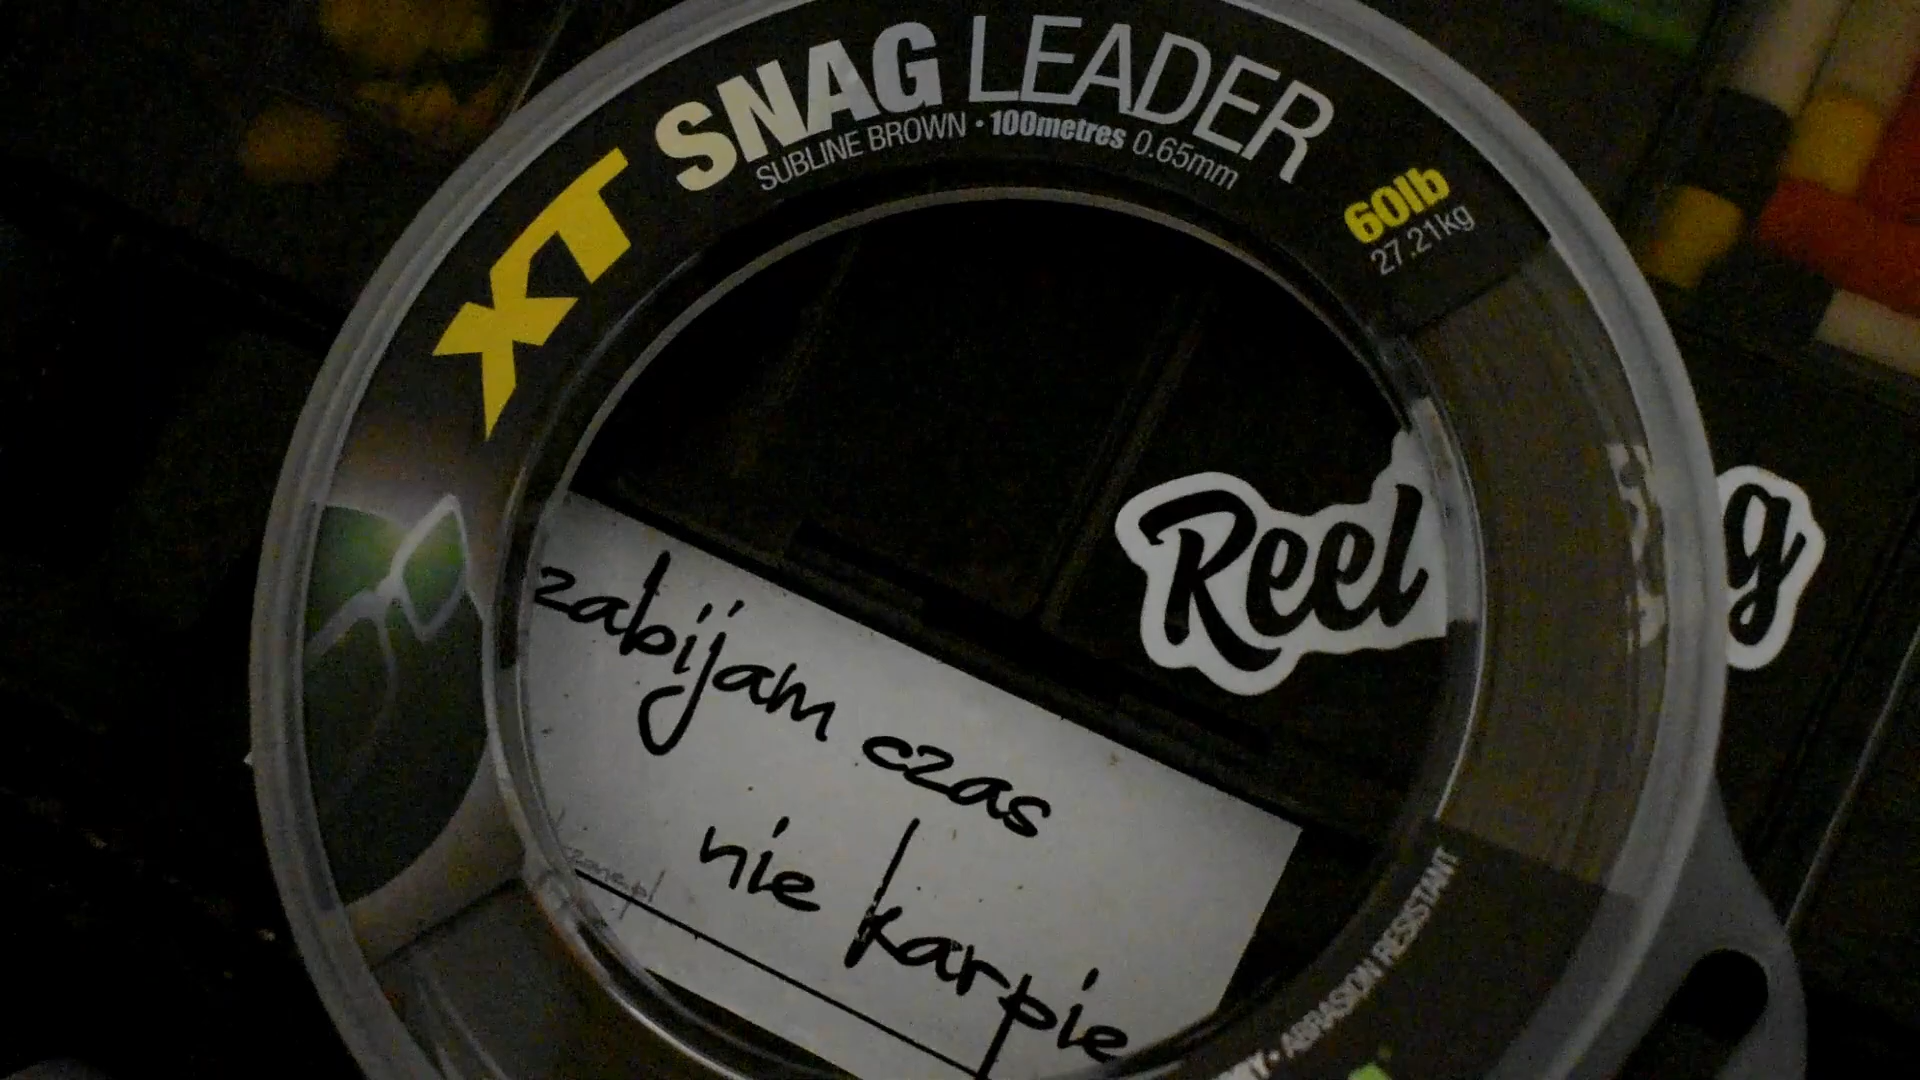 XT SNAG LEADER
SUBLINE BROWN • 100metres 0.65mm
60lb
27.21kg
Reel
g
zabijam czas
nie karpie
• ABRASION RESISTANT